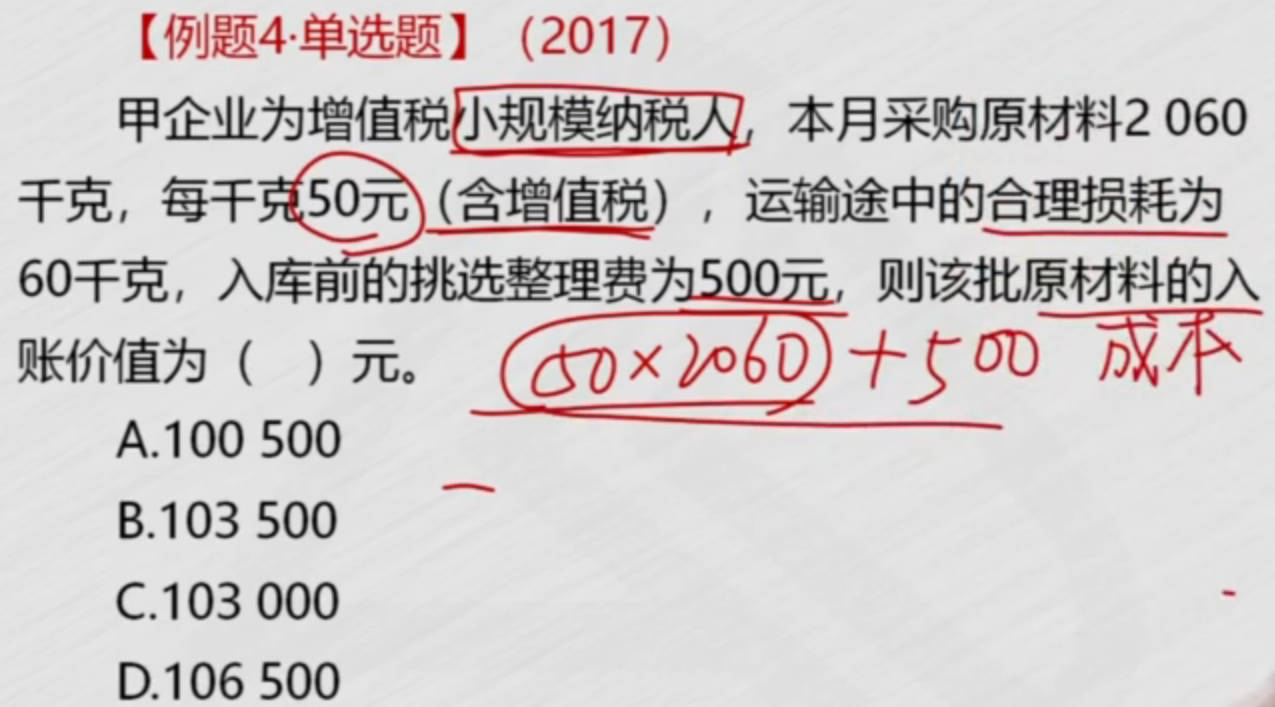 【例题4·单选题】（2017）
甲企业为增值税小规模纳税人，本月采购原材料2 060
千克，每千克50元（含增值税），运输途中的合理损耗为
60千克，入库前的挑选整理费为500元，则该批原材料的入
账价值为（ ）元。
50×2060+500 成本
A.100 500
B.103 500
C.103 000
D.106 500